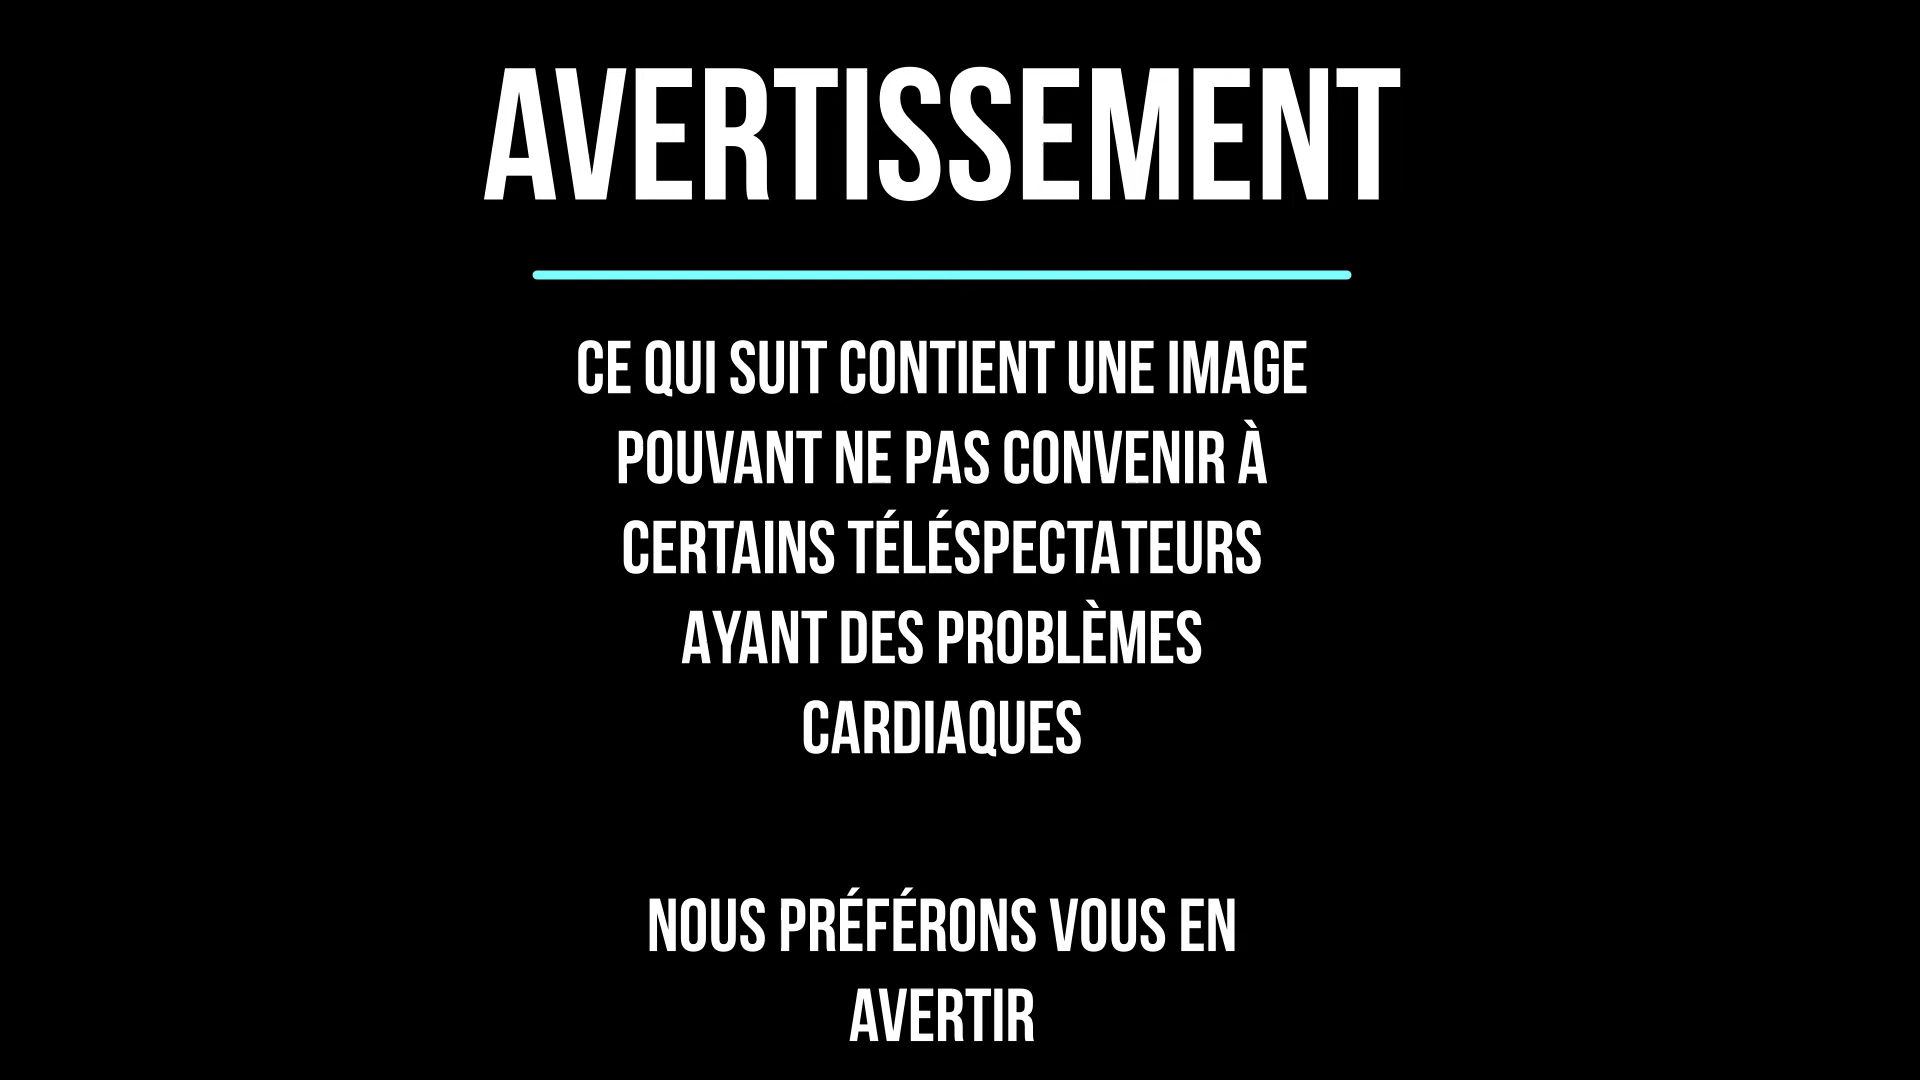 AVERTISSEMENT
CE QUI SUIT CONTIENT UNE IMAGE
POUVANT NE PAS CONVENIR À
CERTAINS TÉLÉSPECTATEURS
AYANT DES PROBLÈMES
CARDIAQUES
NOUS PRÉFÉRONS VOUS EN
AVERTIR